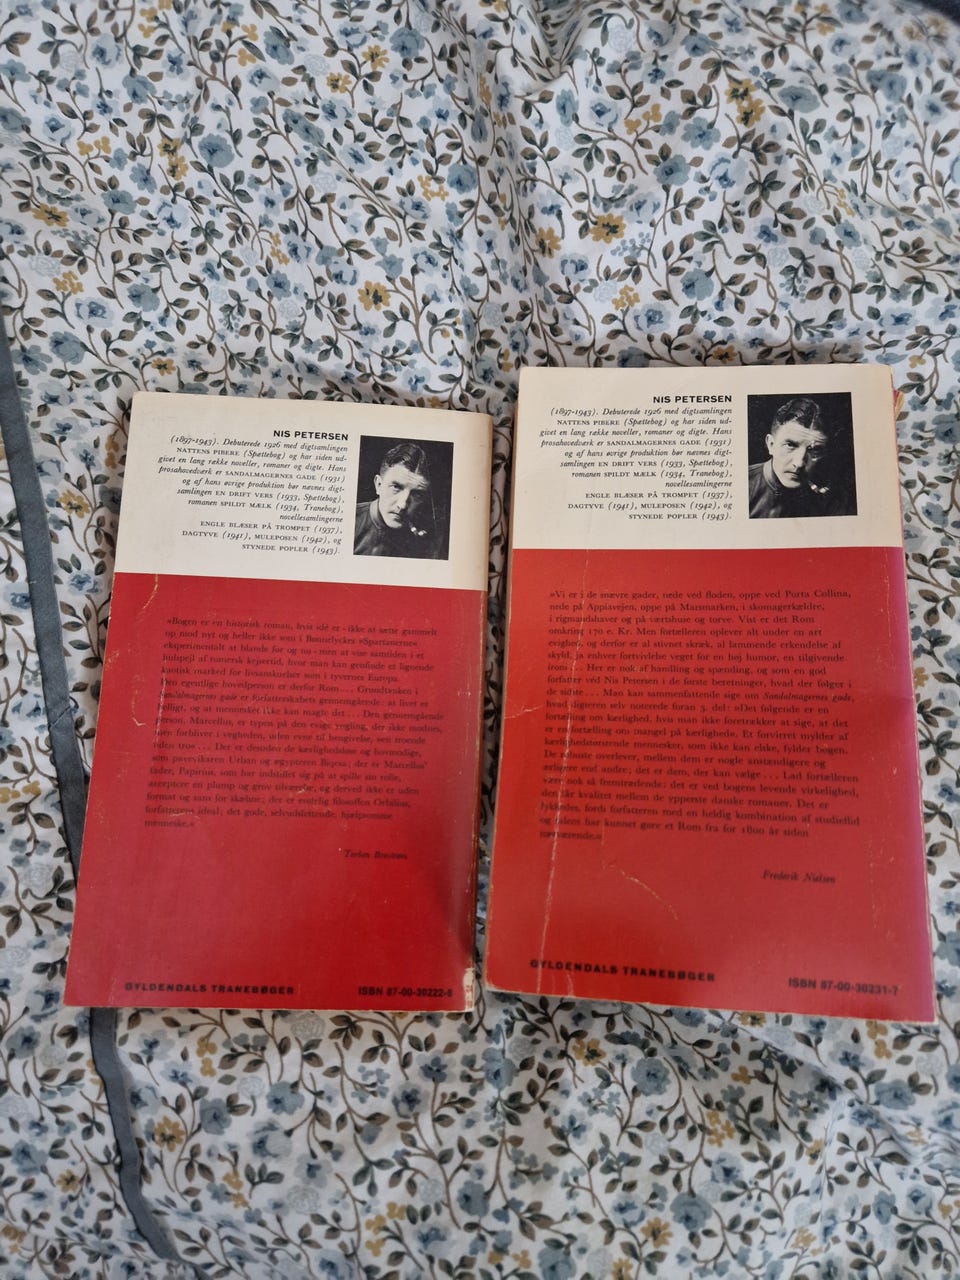 NIS PETERSEN
(1897-1943). Debuterede 1926 med digtsamlingen
NATTENS PIBERE (Spættebog) og har siden ud-
givet en lang række noveller, romaner og digte. Hans
prosahovedværk er SANDALMAGERNES GADE (1931)
og af hans øvrige produktion bør nævnes digt-
samlingen EN DRIFT VERS (1933, Spættebog),
romanen SPILDT MÆLK (1934, Tranebog),
novellesamlingerne
ENGLE BLÆSER PÅ TROMPET (1937),
DAGTYVE (1941), MULEPOSEN (1942), og
STYNEDE POPLER (1943).
»Bogen er en historisk roman, hvis idé er - ikke at sætte gammelt
op mod nyt og heller ikke som i Bønnelyckes »Spartanerne«
eksperimentalt at blande før og nu - men at vise samtiden i et
hulspejl af romersk kejsertid, hvor man kan genfinde et lignende
kaotisk marked for livsanskuelser som i tyvernes Europa.
Den egentlige hovedperson er derfor Rom... Grundtanken i
Sandalmagernes gade er forfatterskabets gennemgående: at livet er
helligt, og at mennesket ikke kan magte det... Den gennemgående
person, Marcellus, er typen på den evige yngling, der ikke modnes,
men forbliver i vegheden, uden evne til hengivelse, men troende
uden tro... Der er desuden de kærlighedsløse og hovmodige,
som pavevikaren Urban og ægypteren Bispa; der er Marcellus'
fader, Papirius, som har indstillet sig på at spille sin rolle,
acceptere en plump og grov tilværelse, og derved ikke er uden
format og sans for skæbne; der er endelig filosoffen Orbilius,
forfatterens ideal: det gode, selvudslettende, hjælpsomme
menneske.«
Torben Brostrøm
GYLDENDALS TRANEBØGER
ISBN 87-00-30222-8
NIS PETERSEN
(1897-1943). Debuterede 1926 med digtsamlingen
NATTENS PIBERE (Spættebog) og har siden ud-
givet en lang række noveller, romaner og digte. Hans
prosahovedværk er SANDALMAGERNES GADE (1931)
og af hans øvrige produktion bør nævnes digt-
samlingen EN DRIFT VERS (1933, Spættebog),
romanen SPILDT MÆLK (1934, Tranebog),
novellesamlingerne
ENGLE BLÆSER PÅ TROMPET (1937),
DAGTYVE (1941), MULEPOSEN (1942), og
STYNEDE POPLER (1943).
»Vi er i de snævre gader, nede ved floden, oppe ved Porta Collina,
nede på Appiavejen, oppe på Marsmarken, i skomagerkældre,
i rigmandshaver og på værtshuse og tider. Vist er det Rom
omkring 170 e. Kr. Men fortælleren oplever alt under en art
evighed, og derfor er al stivnet skræk, al lammende erkendelse af
skyld, ja enhver fortvivlelse veget for en høj humor, en tilgivende
ironi... Her er nok af handling og spænding, og som en god
forfatter véd Nis Petersen i de første beretninger, hvad der følger i
de sidste... Man kan sammenfattende sige om Sandalmagernes gade,
hvad digteren selv noterede foran 3. del: »Det følgende er en
fortælling om kærlighed, hvis man ikke foretrækker at sige, at det
er en fortælling om mangel på kærlighed«. Et forvirret mylder af
kærlighedstørstende mennesker, som ikke kan elske, fylder bogen.
De robuste overlever, mellem dem er nogle anstændigere og
ærligere end andre; det er dem, der kan vælge... Lad fortælleren
være nok så fremtrædende: det er ved bogens levende virkelighed,
den får kvalitet mellem de ypperste danske romaner. Det er
lykkedes, fordi forfatteren med en heldig kombination af studieflid
og følens har kunnet gøre et Rom fra for 1800 år siden
nærværende.«
Frederik Nielsen
GYLDENDALS TRANEBØGER
ISBN 87-00-30231-7